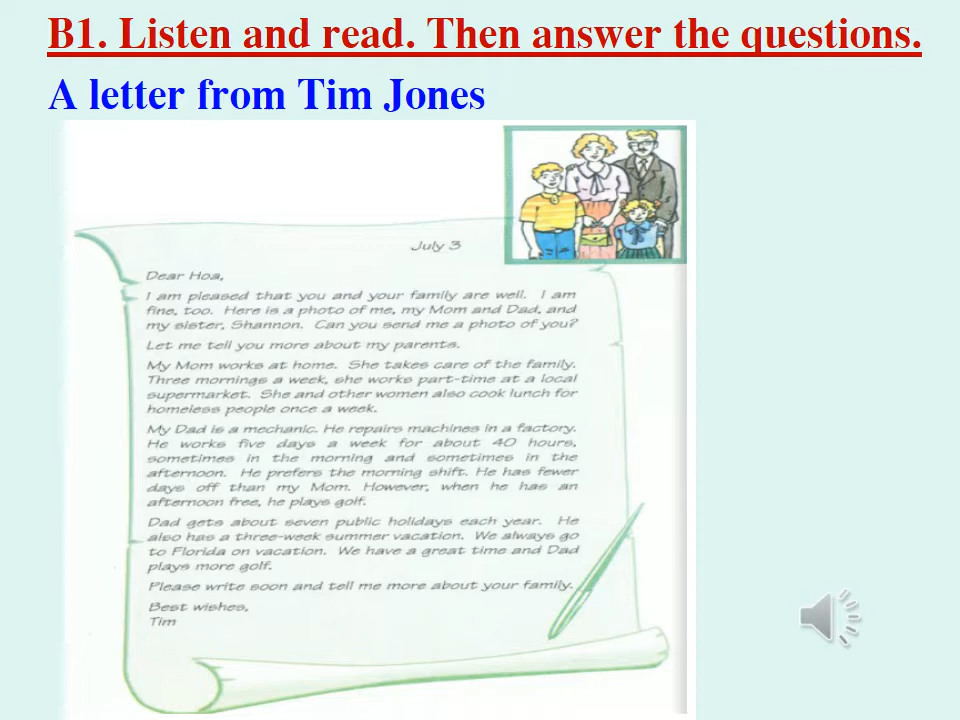 B1. Listen and read. Then answer the questions.
A letter from Tim Jones
July 3
Dear Hoa,
I am pleased that you and your family are well. I am
fine, too. Here is a photo of me, my Mom and Dad, and
my sister, Shannon. Can you send me a photo of you?
Let me tell you more about my parents.
My Mom works at home. She takes care of the family.
Three mornings a week, she works part-time at a local
supermarket. She and other women also cook lunch for
homeless people once a week.
My Dad is a mechanic. He repairs machines in a factory.
He works five days a week for about 40 hours,
sometimes in the morning and sometimes in the
afternoon. He prefers the morning shift. He has fewer
days off than my Mom. However, when he has an
afternoon free, he plays golf.
Dad gets about seven public holidays each year. He
also has a three-week summer vacation. We always go
to Florida on vacation. We have a great time and Dad
plays more golf.
Please write soon and tell me more about your family.
Best wishes,
Tim